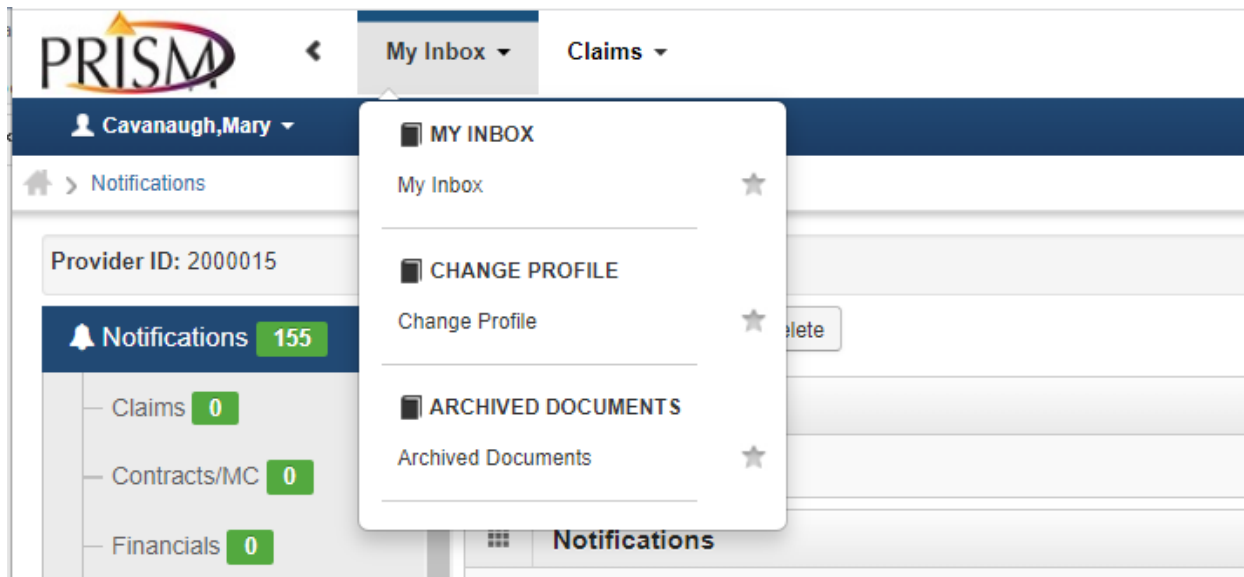 PRISM
My Inbox
Claims
Cavanaugh,Mary
Notifications
MY INBOX
My Inbox
CHANGE PROFILE
Change Profile
ARCHIVED DOCUMENTS
Archived Documents
Provider ID: 2000015
Notifications 155
elete
Claims 0
Contracts/MC 0
Financials 0
Notifications